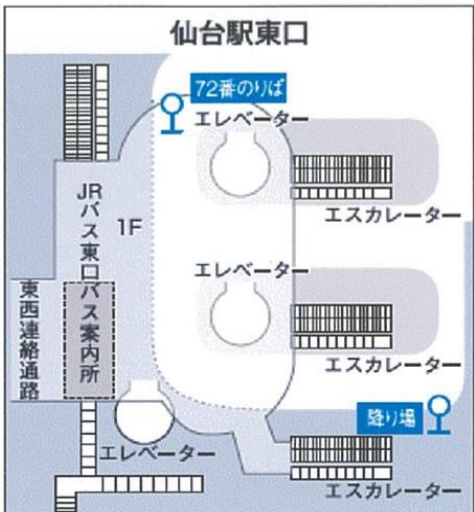 仙台駅東口
72番のりば
エレベーター
エスカレーター
JRバス東口バス案内所
1F
エレベーター
東西連絡通路
エスカレーター
降り場
エレベーター
エスカレーター